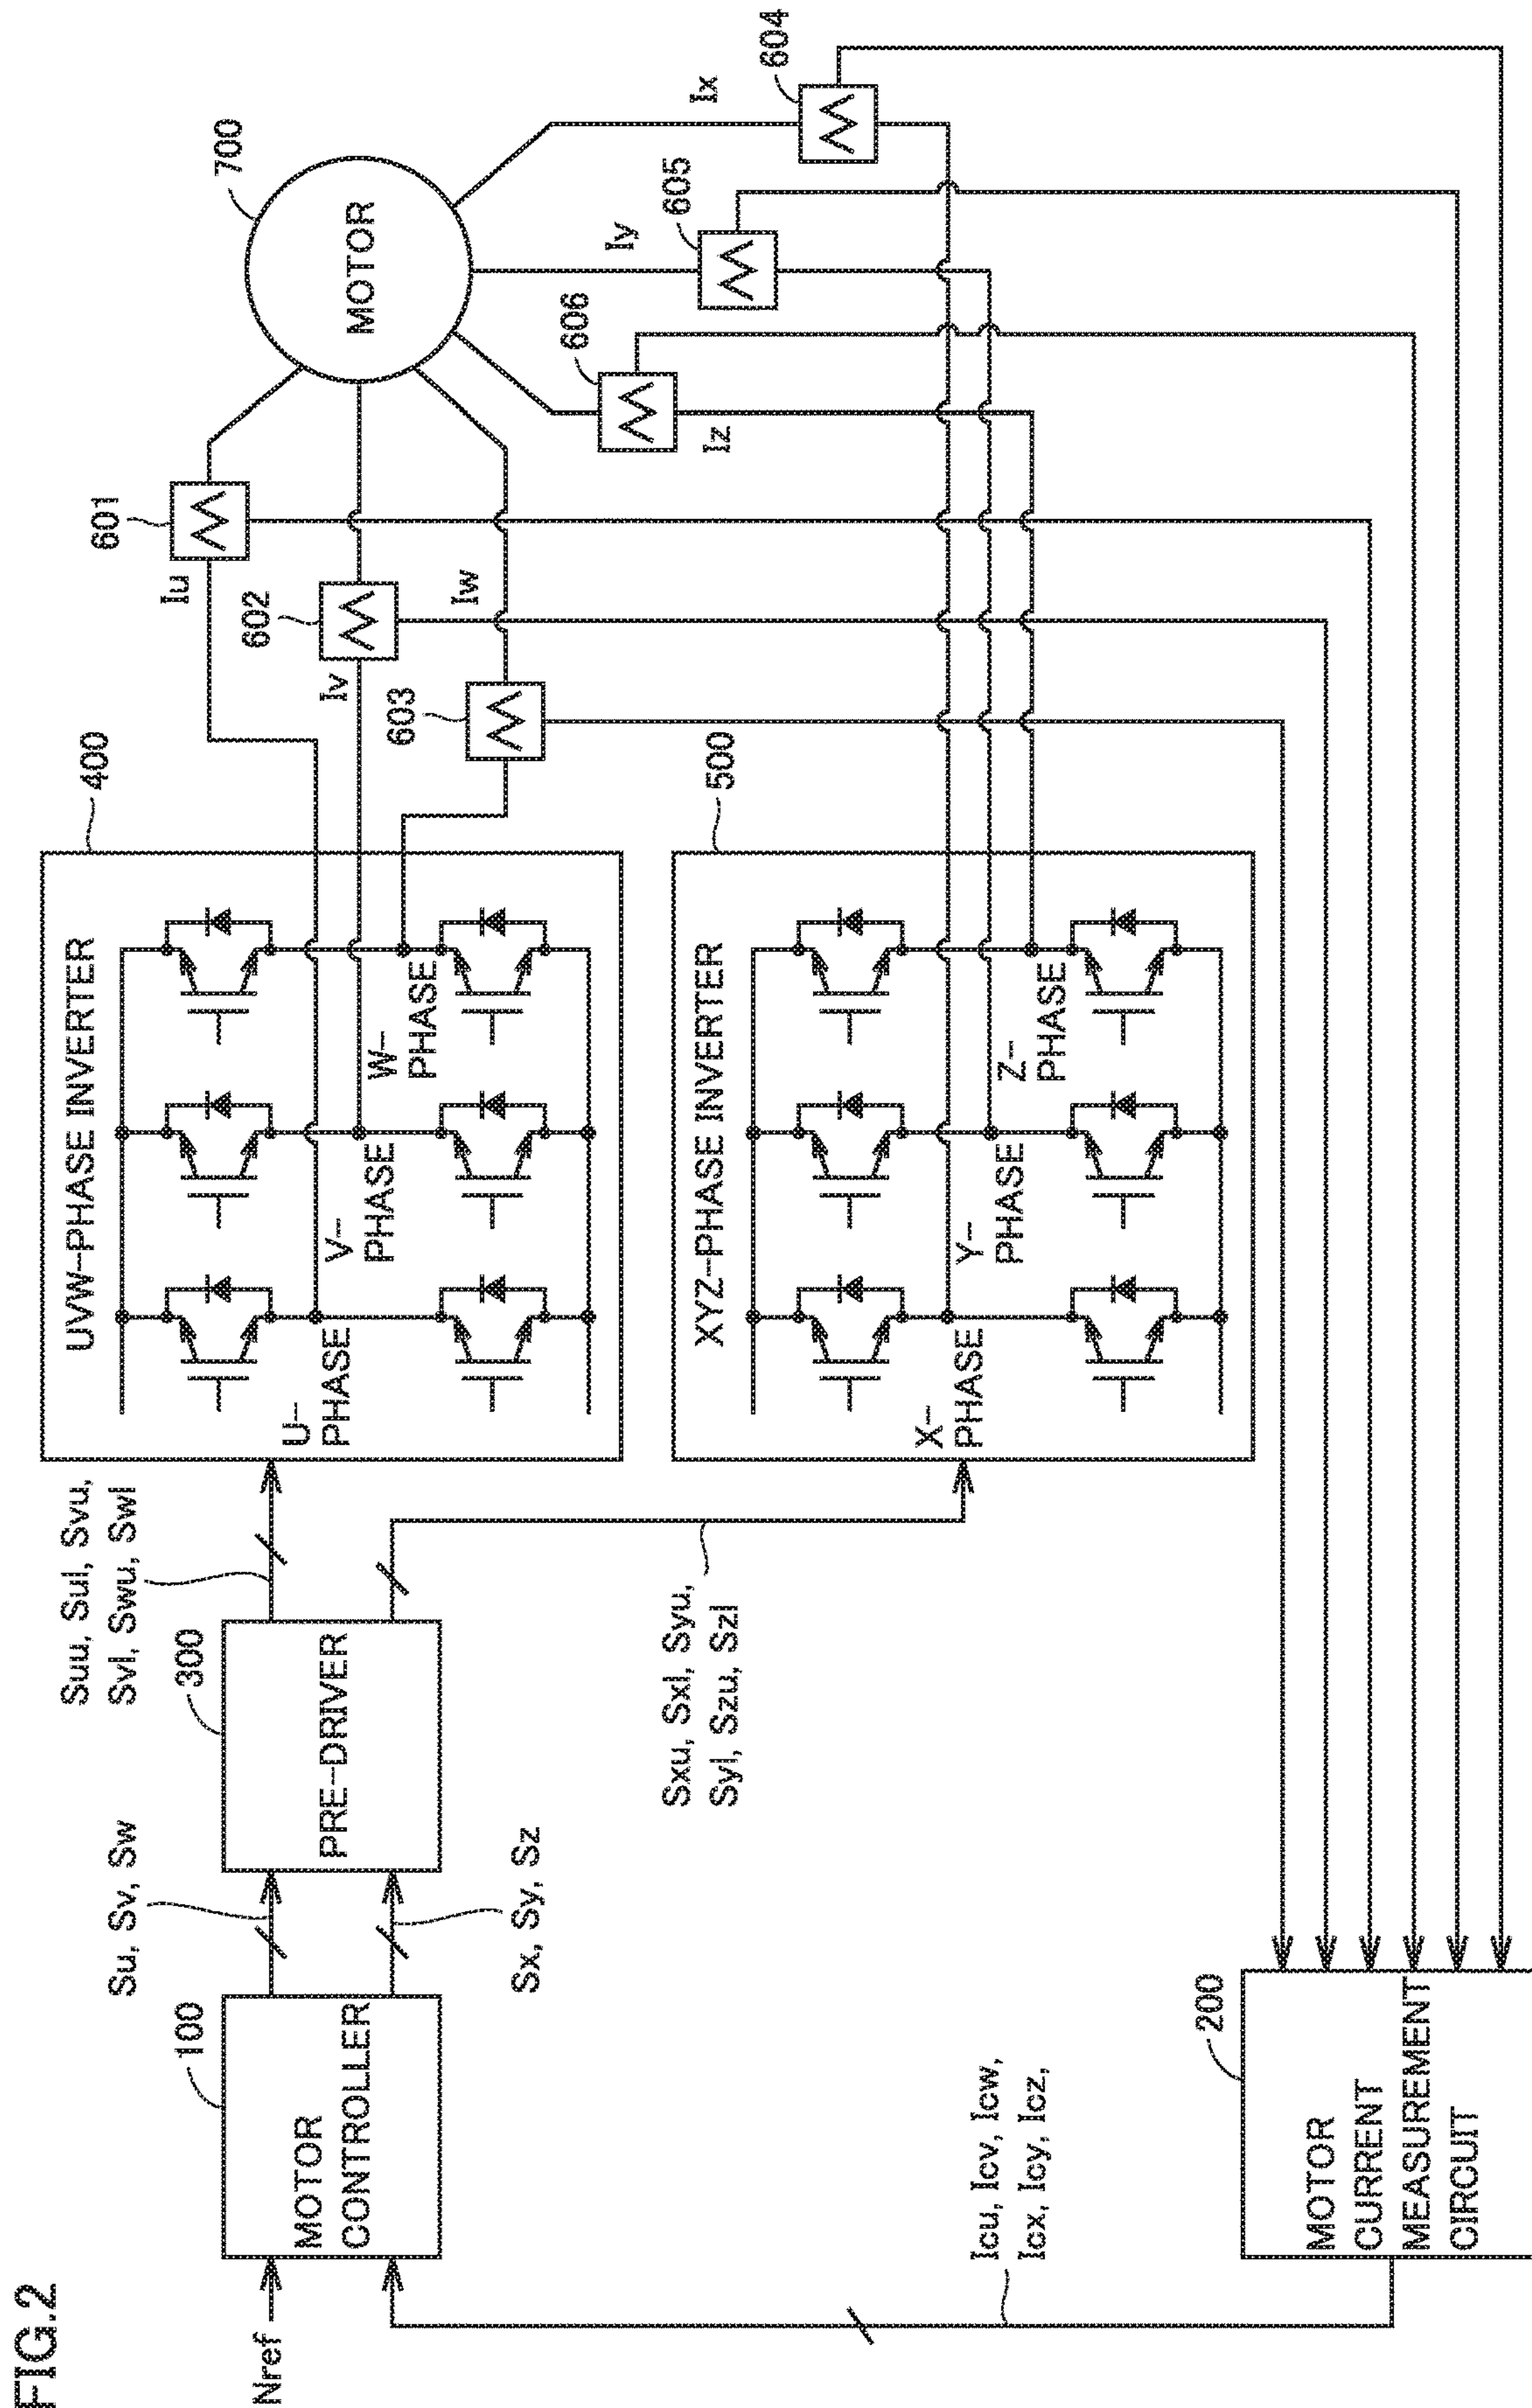 FIG.2
Nref
100
MOTOR
CONTROLLER
Su, Sv, Sw
Sx, Sy, Sz
300
PRE-DRIVER
Suu, Sul, Svu,
Svl, Swu, Swl
Sxu, Sxl, Syu,
Syl, Szu, Szl
400
UVW-PHASE INVERTER
U-
PHASE
V-
PHASE
W-
PHASE
500
XYZ-PHASE INVERTER
X-
PHASE
Y-
PHASE
Z-
PHASE
Iu
601
Iv
602
Iw
603
700
MOTOR
Ix
604
Iy
605
Iz
606
200
MOTOR
CURRENT
MEASUREMENT
CIRCUIT
Icu, Icv, Icw,
Icx, Icy, Icz,